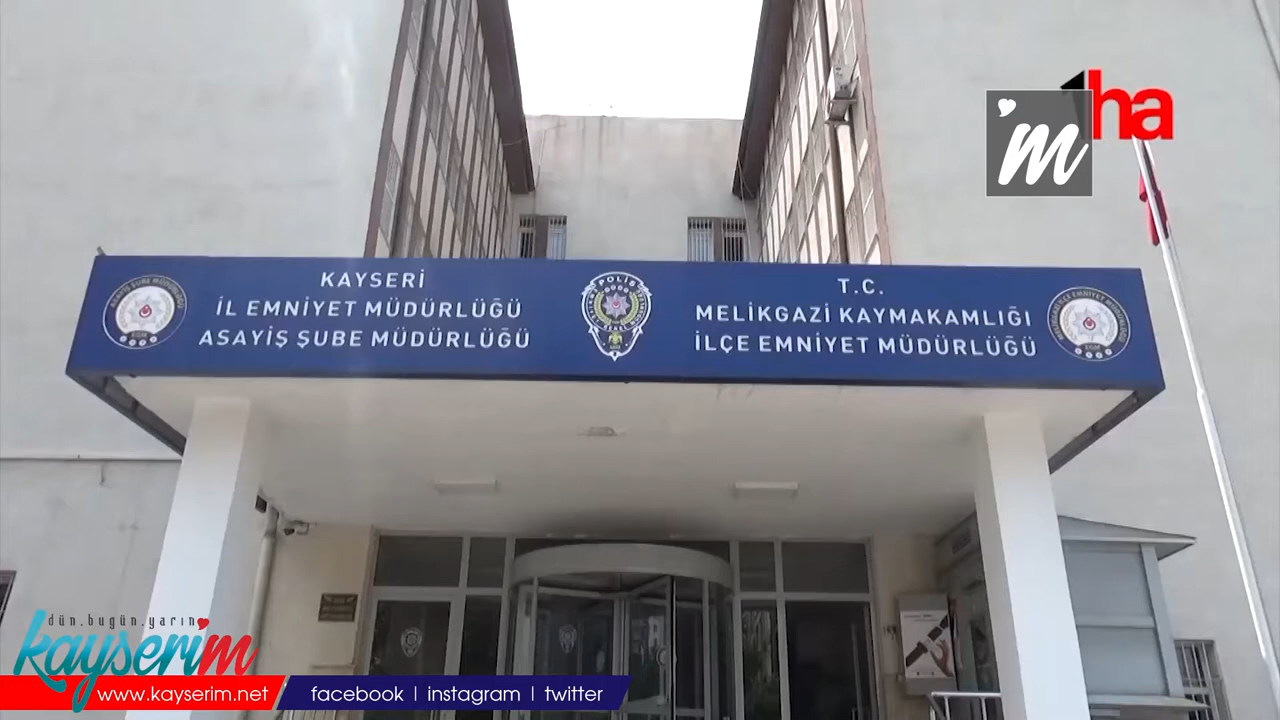 ha
'm
KAYSERİ
İL EMNİYET MÜDÜRLÜĞÜ
ASAYİŞ ŞUBE MÜDÜRLÜĞÜ
POLİS
T.C.
MELİKGAZİ KAYMAKAMLIĞI
İLÇE EMNİYET MÜDÜRLÜĞÜ
dün.bugün.yarın
kayserim
www.kayserim.net
facebook | instagram | twitter